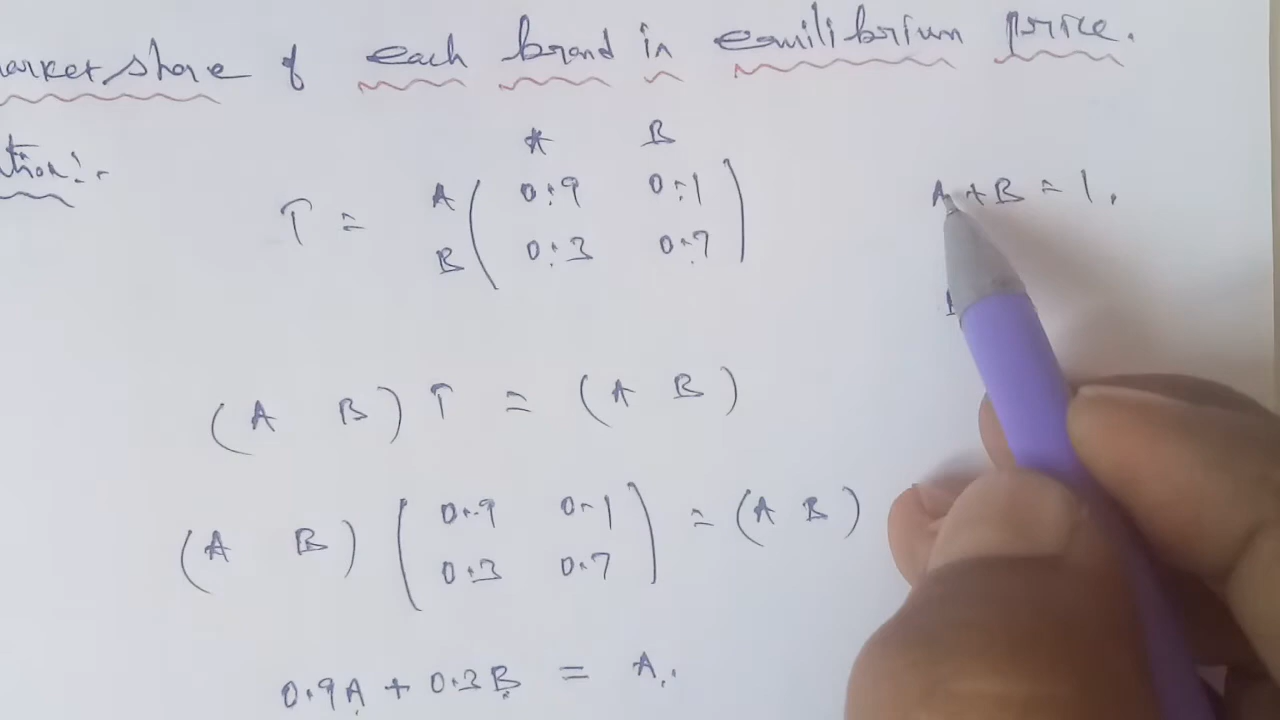 market share of each brand in equilibrium price.
tion:-
A B
T = A ( 0.9 0.1
B 0.3 0.7 )
A + B = 1.
(A B) T = (A B)
(A B) ( 0.9 0.1
0.3 0.7 ) = (A B)
0.9A + 0.3B = A.